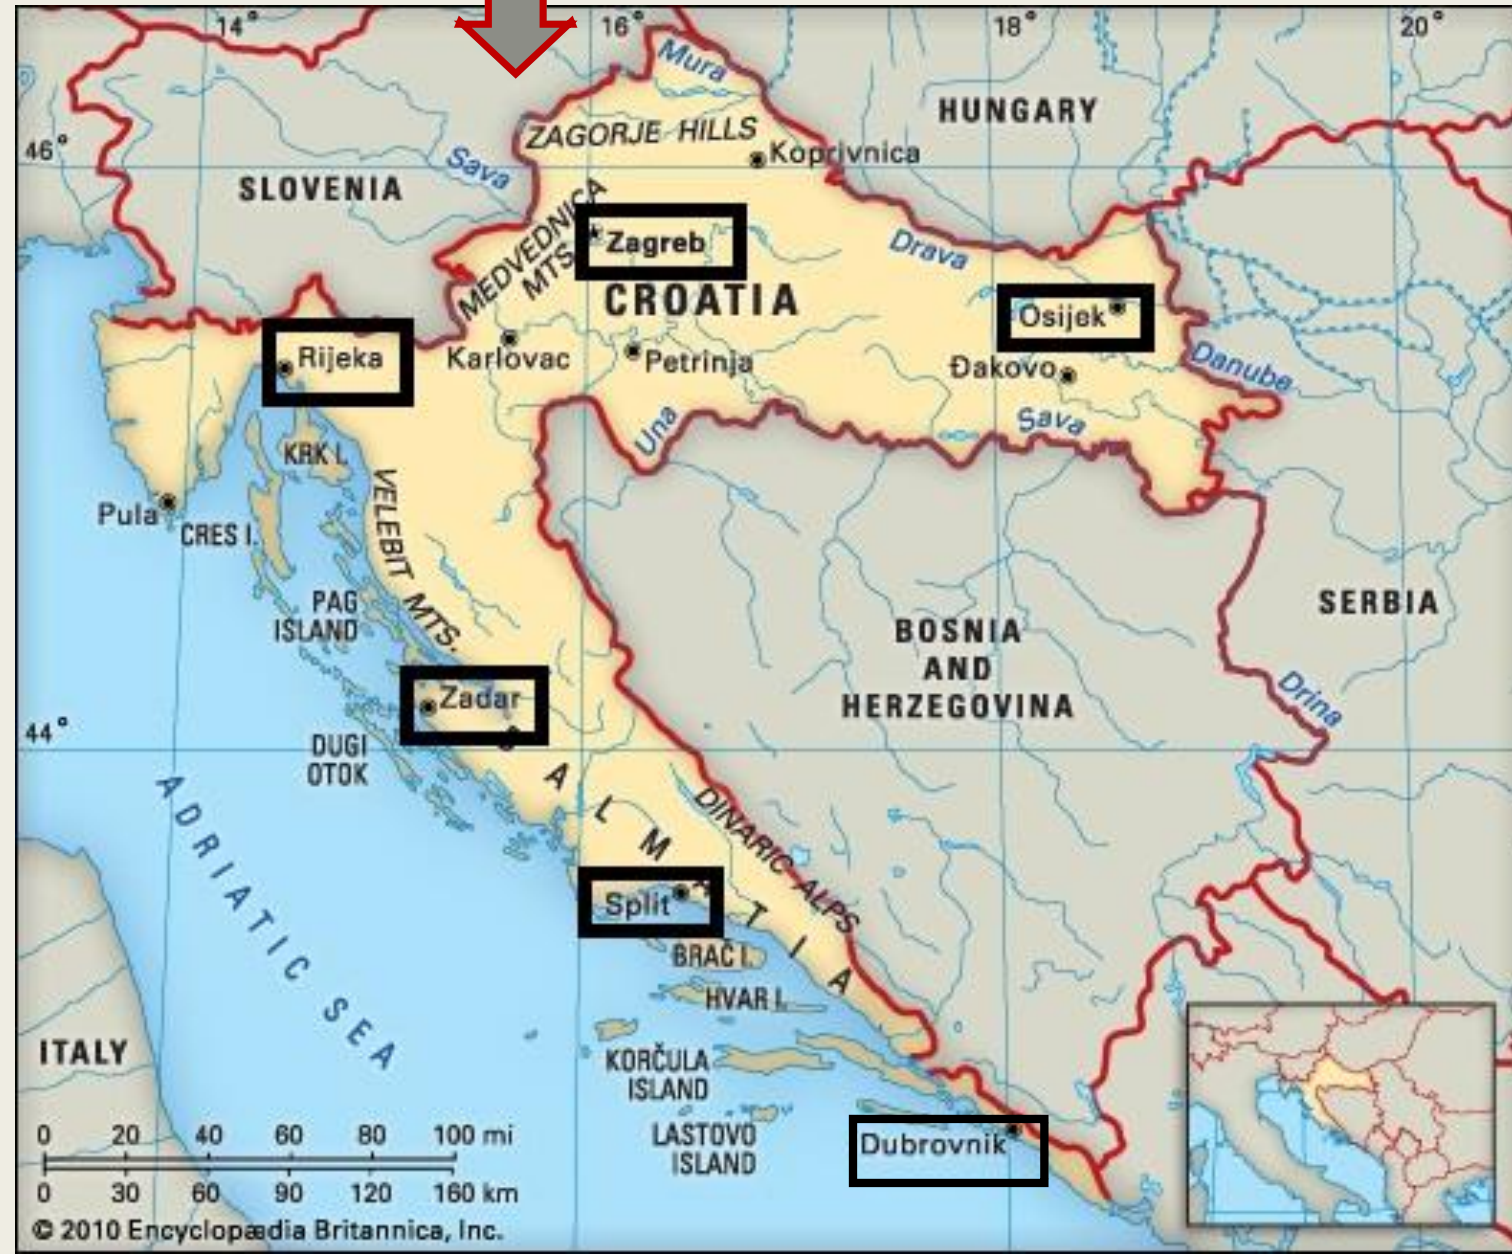 14°
16°
18°
20°
Mura
HUNGARY
ZAGORJE HILLS
Koprivnica
46°
Sava
SLOVENIA
MEDVEDNICA
MTS.
Zagreb
Drava
CROATIA
Osijek
Rijeka
Karlovac
Petrinja
Đakovo
Danube
Una
Sava
KRK I.
Pula
CRES I.
VELEBIT MTS.
PAG
ISLAND
SERBIA
BOSNIA
AND
HERZEGOVINA
Zadar
Drina
44°
DUGI
OTOK
ALMATIA
DINARIC ALPS
ADRIATIC SEA
Split
BRAČ I.
HVAR I.
ITALY
KORČULA
ISLAND
LASTOVO
ISLAND
Dubrovnik
0 20 40 60 80 100 mi
0 30 60 90 120 160 km
© 2010 Encyclopædia Britannica, Inc.